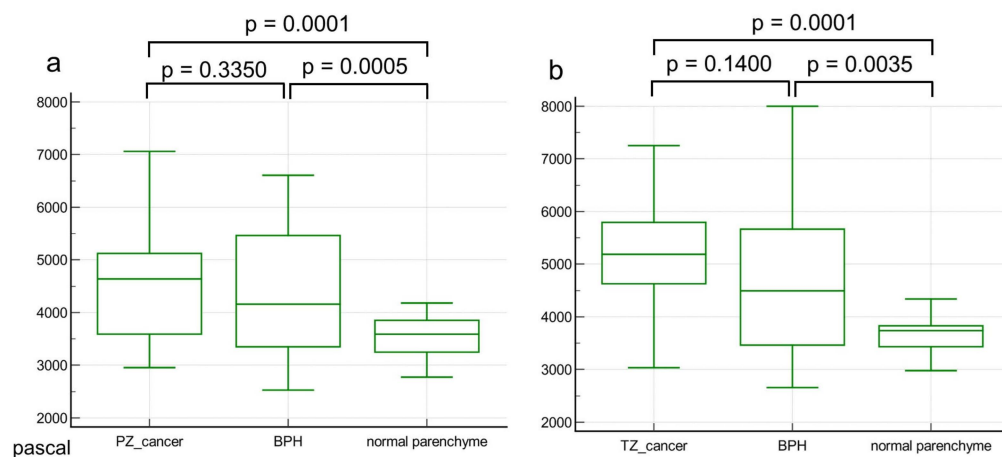 p = 0.0001
a
p = 0.3350
p = 0.0005
8000
7000
6000
5000
4000
3000
2000
pascal
PZ_cancer
BPH
normal parenchyme
p = 0.0001
b
p = 0.1400
p = 0.0035
8000
7000
6000
5000
4000
3000
2000
TZ_cancer
BPH
normal parenchyme